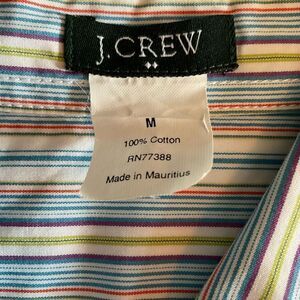 J.CREW
M
100% Cotton
RN77388
Made in Mauritius